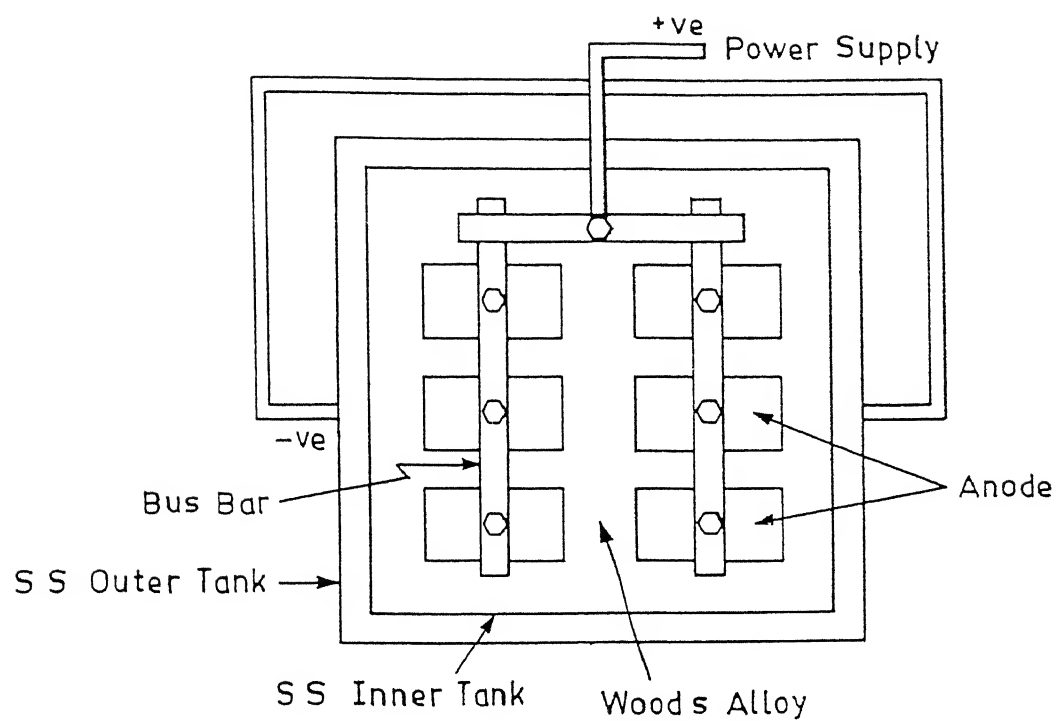 +ve
Power Supply
-ve
Bus Bar
Anode
S S Outer Tank
S S Inner Tank
Woods Alloy